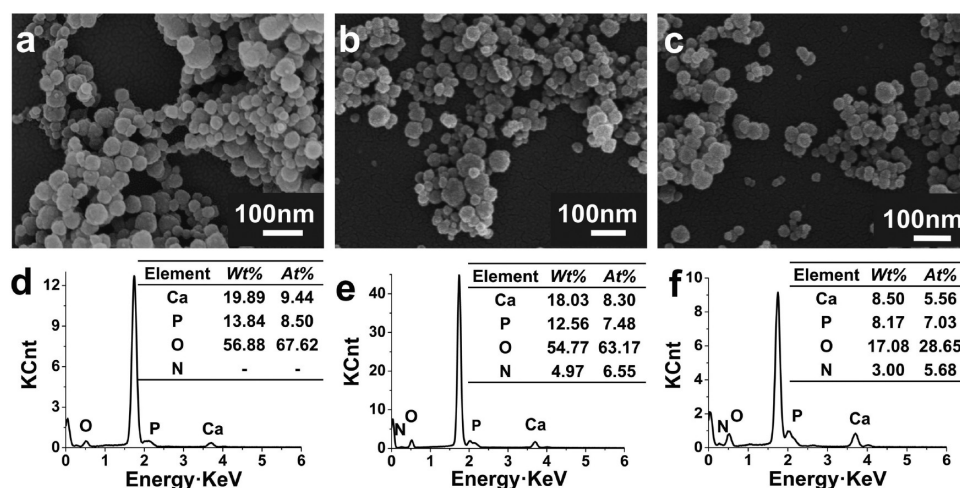 a
b
c
100nm
100nm
100nm
d
Element Wt% At%
Ca 19.89 9.44
P 13.84 8.50
O 56.88 67.62
N - -
KCnt
12
9
6
3
0
O
P
Ca
0 1 2 3 4 5 6
Energy·KeV
e
Element Wt% At%
Ca 18.03 8.30
P 12.56 7.48
O 54.77 63.17
N 4.97 6.55
KCnt
40
30
20
10
0
N
O
P
Ca
0 1 2 3 4 5 6
Energy·KeV
f
Element Wt% At%
Ca 8.50 5.56
P 8.17 7.03
O 17.08 28.65
N 3.00 5.68
KCnt
10
8
6
4
2
0
N
O
P
Ca
0 1 2 3 4 5 6
Energy·KeV